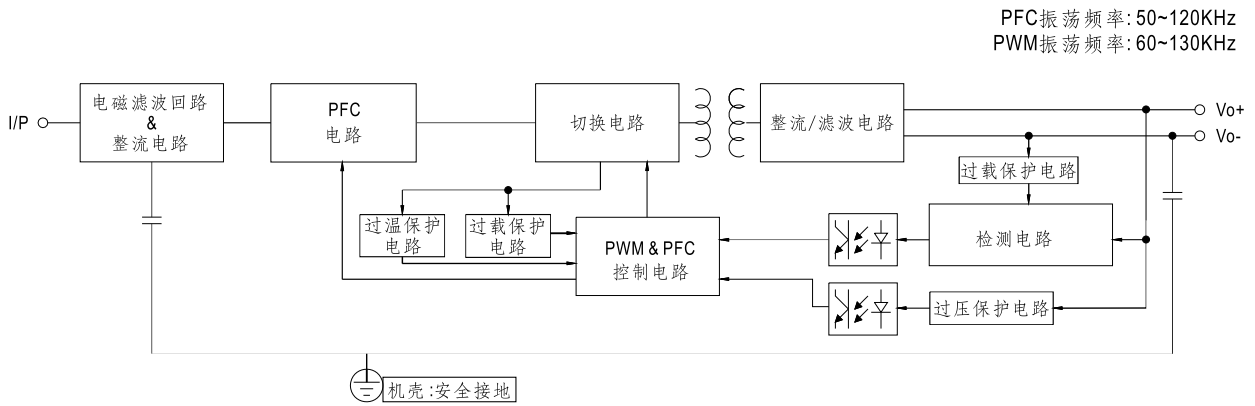 PFC振荡频率: 50~120KHz
PWM振荡频率: 60~130KHz
I/P
电磁滤波回路
&
整流电路
PFC
电路
切换电路
整流/滤波电路
Vo+
Vo-
过载保护电路
过温保护
电路
过载保护
电路
PWM & PFC
控制电路
检测电路
过压保护电路
机壳:安全接地